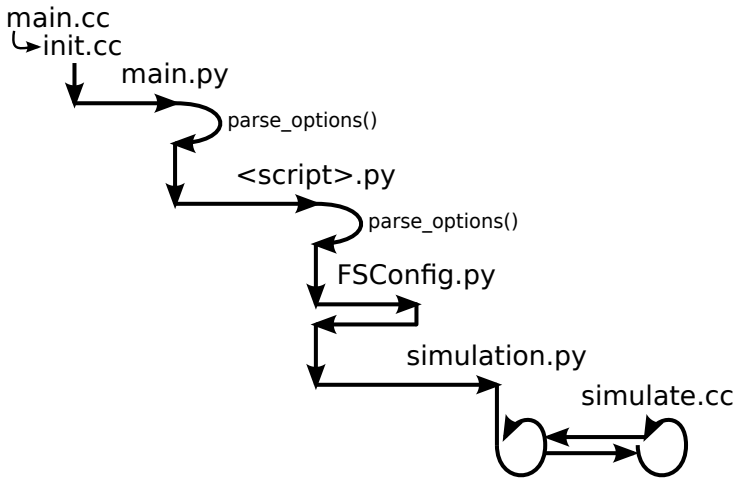 main.cc
init.cc
main.py
parse_options()
<script>.py
parse_options()
FSConfig.py
simulation.py
simulate.cc